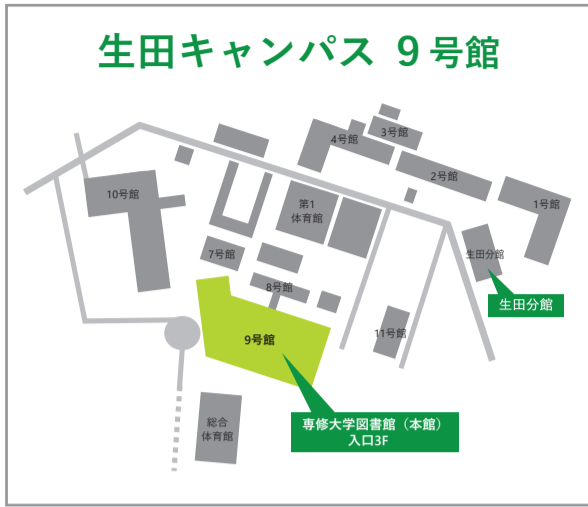 生田キャンパス 9号館
4号館
3号館
2号館
1号館
10号館
第1
体育館
7号館
8号館
生田分館
生田分館
11号館
9号館
専修大学図書館（本館）
入口3F
総合
体育館